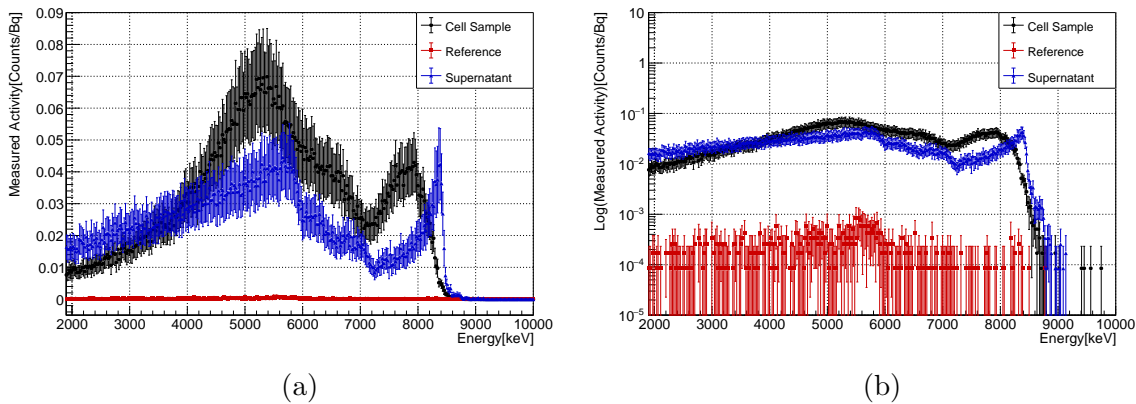 Measured Activity[Counts/Bq]
0.09
0.08
0.07
0.06
0.05
0.04
0.03
0.02
0.01
0
2000 3000 4000 5000 6000 7000 8000 9000 10000
Energy[keV]
Cell Sample
Reference
Supernatant
(a)
Log(Measured Activity)[Counts/Bq]
10
1
10⁻¹
10⁻²
10⁻³
10⁻⁴
10⁻⁵
2000 3000 4000 5000 6000 7000 8000 9000 10000
Energy[keV]
Cell Sample
Reference
Supernatant
(b)